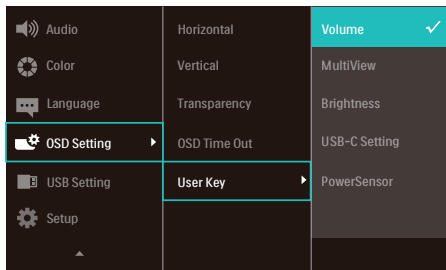 Audio
Color
Language
OSD Setting
USB Setting
Setup
Horizontal
Vertical
Transparency
OSD Time Out
User Key
Volume
MultiView
Brightness
USB-C Setting
PowerSensor